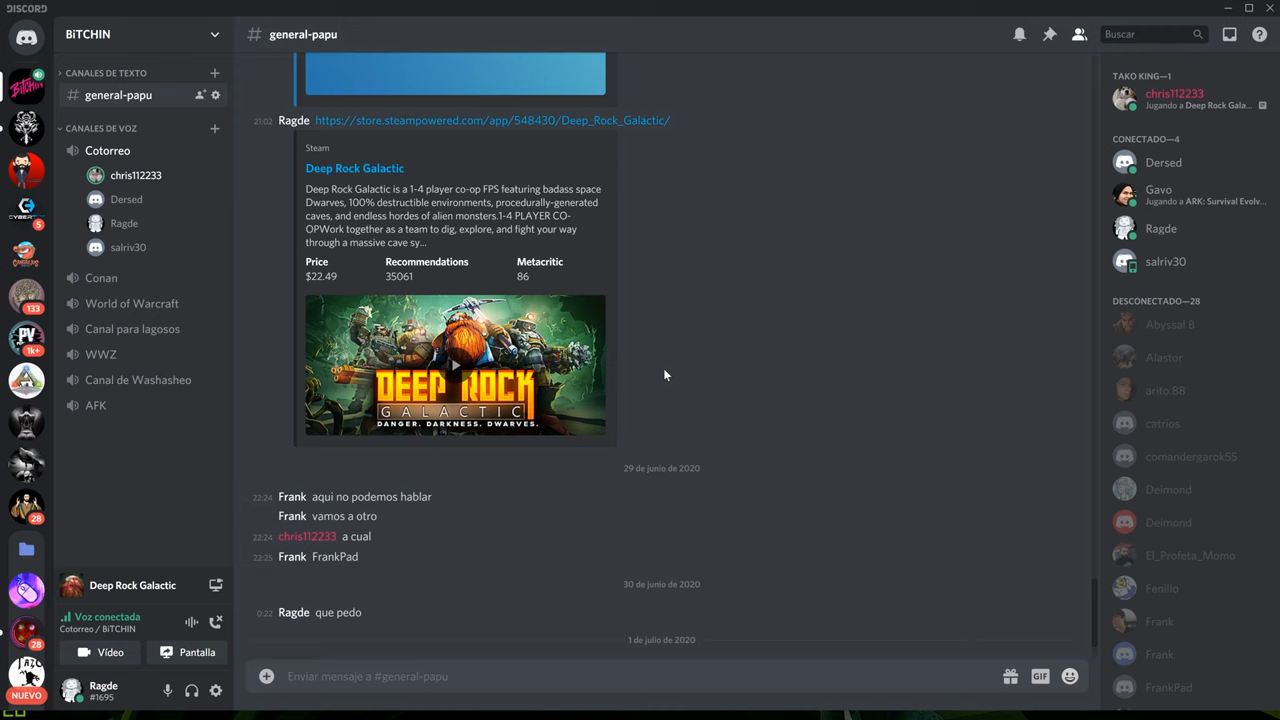 DISCORD
BiTCHIN
CANALES DE TEXTO
general-papu
CANALES DE VOZ
Cotorreo
chris112233
Dersed
Ragde
salriv30
Conan
World of Warcraft
Canal para lagosos
WWZ
Canal de Washasheo
AFK
5
133
1k+
28
28
NUEVO
Deep Rock Galactic
Voz conectada
Cotorreo / BiTCHIN
Vídeo
Pantalla
Ragde
#1695
# general-papu
Buscar
21:02 Ragde https://store.steampowered.com/app/548430/Deep_Rock_Galactic/
Steam
Deep Rock Galactic
Deep Rock Galactic is a 1-4 player co-op FPS featuring badass space
Dwarves, 100% destructible environments, procedurally-generated
caves, and endless hordes of alien monsters.1-4 PLAYER CO-
OPWork together as a team to dig, explore, and fight your way
through a massive cave sy...
Price Recommendations Metacritic
$22.49 35061 86
DEEP ROCK
GALACTIC
DANGER. DARKNESS. DWARVES.
29 de junio de 2020
22:24 Frank aqui no podemos hablar
Frank vamos a otro
22:24 chris112233 a cual
22:25 Frank FrankPad
30 de junio de 2020
0:22 Ragde que pedo
1 de julio de 2020
Enviar mensaje a #general-papu
GIF
TAKO KING—1
chris112233
Jugando a Deep Rock Gala...
CONECTADO—4
Dersed
Gavo
Jugando a ARK: Survival Evolv...
Ragde
salriv30
DESCONECTADO—28
Abyssal B
Alastor
arito.88
catrios
comandergarok55
Deimond
Deimond
El_Profeta_Momo
Fenillo
Frank
Frank
FrankPad